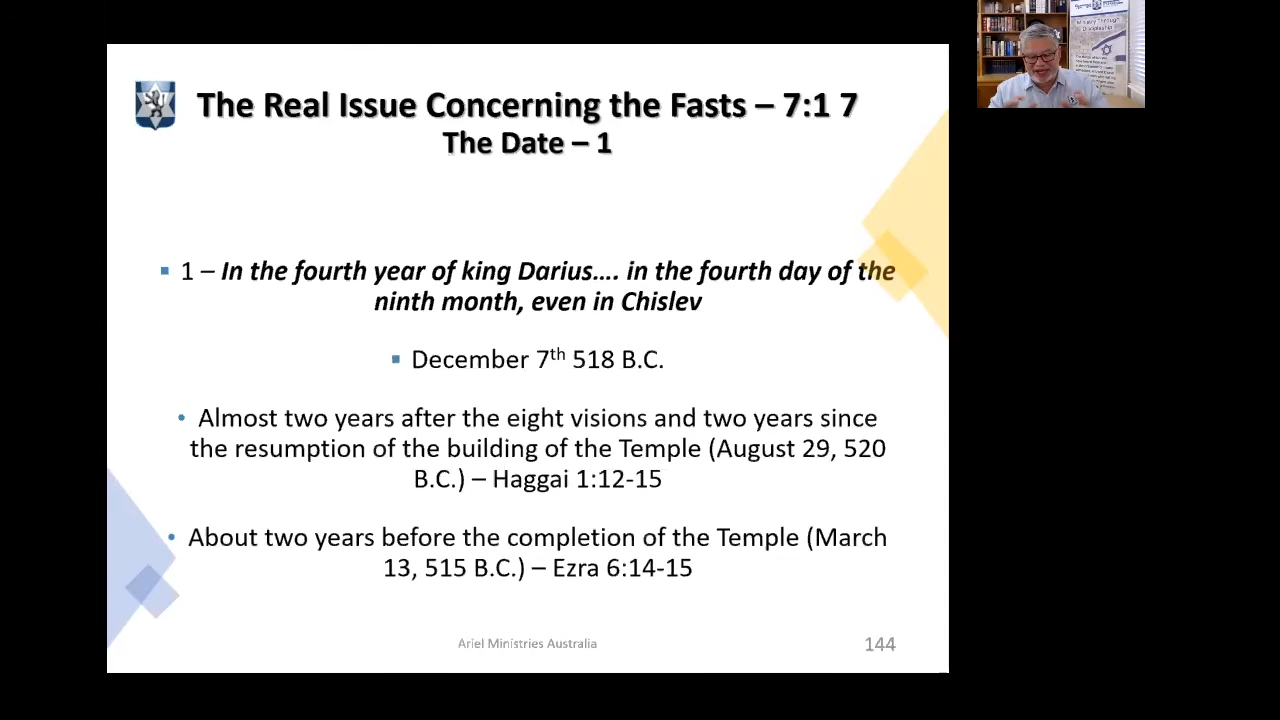 The Real Issue Concerning the Fasts – 7:1 7
The Date – 1
1 – In the fourth year of king Darius…. in the fourth day of the
ninth month, even in Chislev
December 7th 518 B.C.
Almost two years after the eight visions and two years since
the resumption of the building of the Temple (August 29, 520
B.C.) – Haggai 1:12-15
About two years before the completion of the Temple (March
13, 515 B.C.) – Ezra 6:14-15
Ariel Ministries Australia
144
Ministry Through
Discipleship